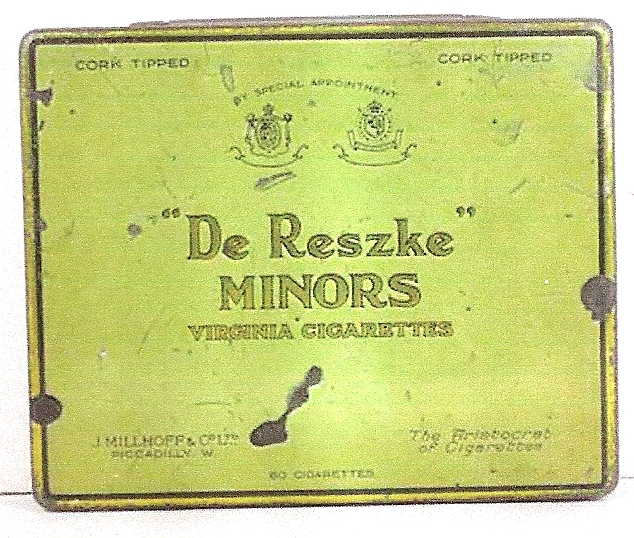 CORK TIPPED
CORK TIPPED
BY SPECIAL APPOINTMENT
"De Reszke"
MINORS
VIRGINIA CIGARETTES
J. MILLHOFF & Co LTD
PICCADILLY. W
The Aristocrat
of Cigarettes
60 CIGARETTES